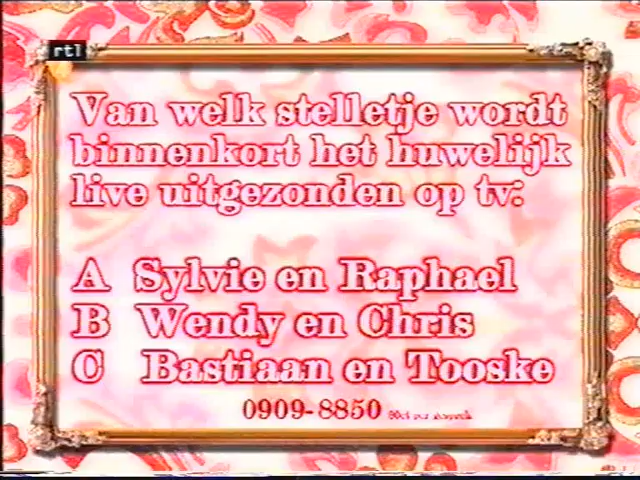 rtl
Van welk stelletje wordt
binnenkort het huwelijk
live uitgezonden op tv:
A Sylvie en Raphael
B Wendy en Chris
C Bastiaan en Tooske
0909-8850